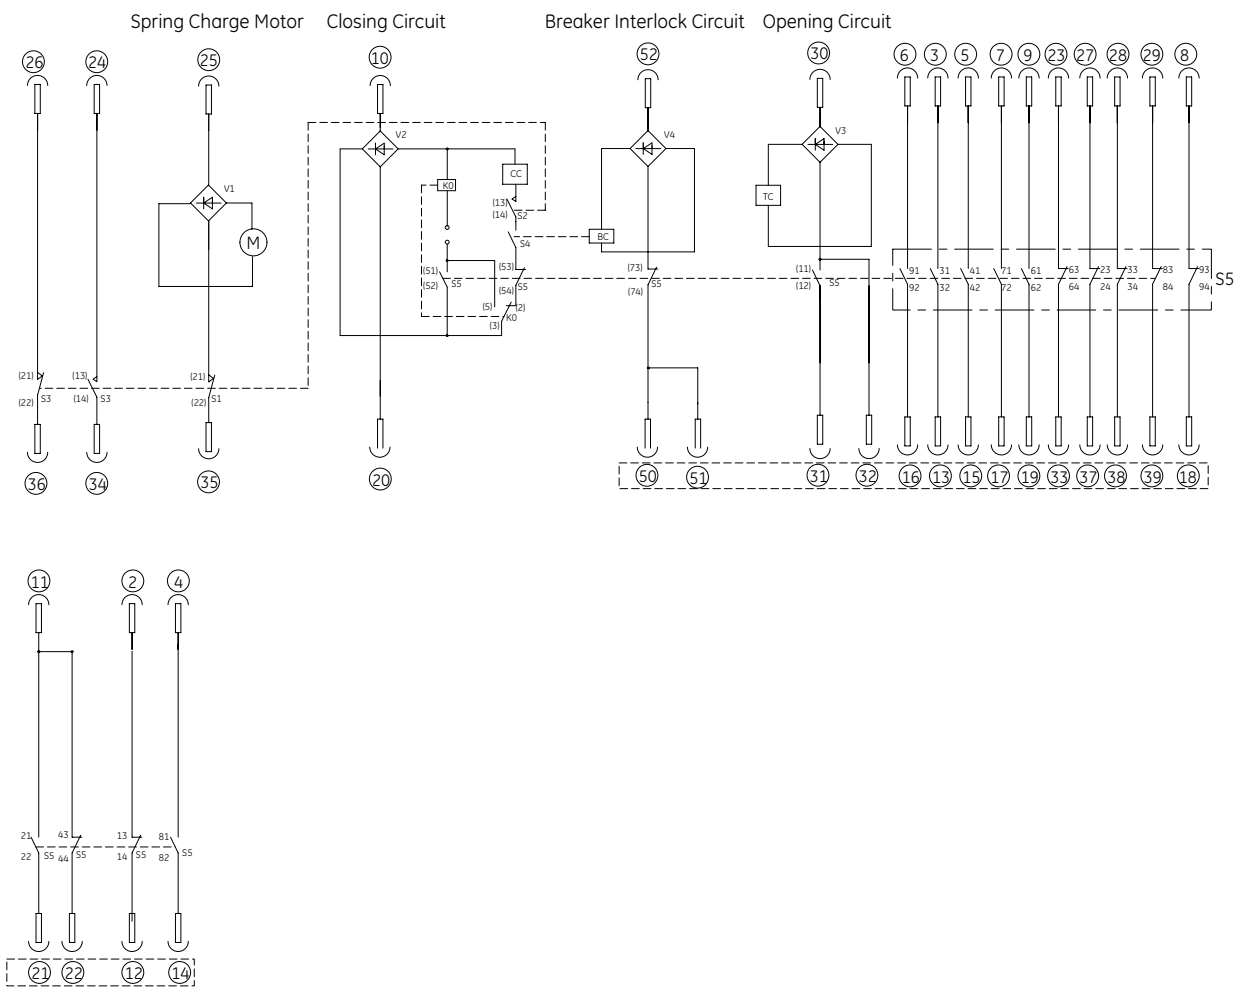 Spring Charge Motor Closing Circuit Breaker Interlock Circuit Opening Circuit
26 24 25 10 52 30 6 3 5 7 9 23 27 28 29 8
V2 V4 V3
CC
K0
V1 TC
(13)
(14) S2
M S4 BC
(51) (53) (73) (11) 91 31 41 71 61 63 23 33 83 93
(52) S5 (54) S5 (74) S5 (12) S5 92 32 42 72 62 64 24 34 84 94 S5
(5) (2)
K0
(3)
(21) (13) (21)
(22) S3 (14) S3 (22) S1
36 34 35 20 50 51 31 32 16 13 15 17 19 33 37 38 39 18
11 2 4
21 43 13 81
22 S5 44 S5 14 S5 82 S5
21 22 12 14